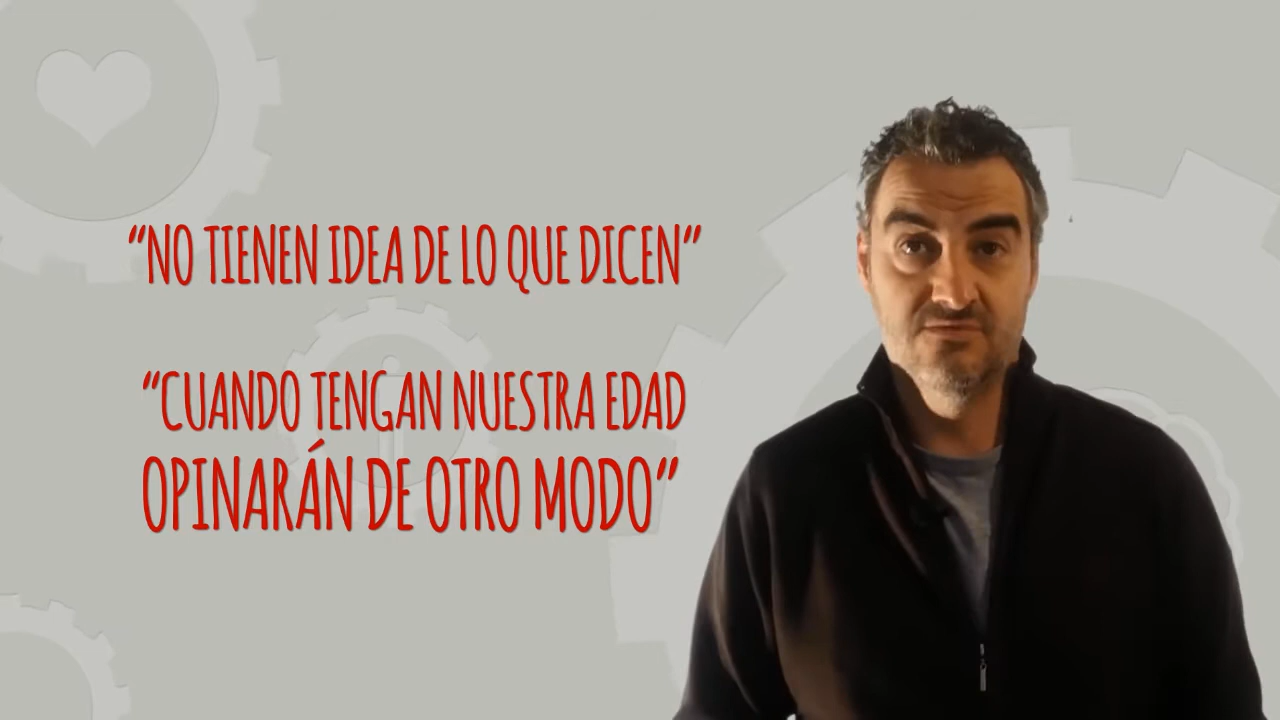 “NO TIENEN IDEA DE LO QUE DICEN”
“CUANDO TENGAN NUESTRA EDAD
OPINARÁN DE OTRO MODO”